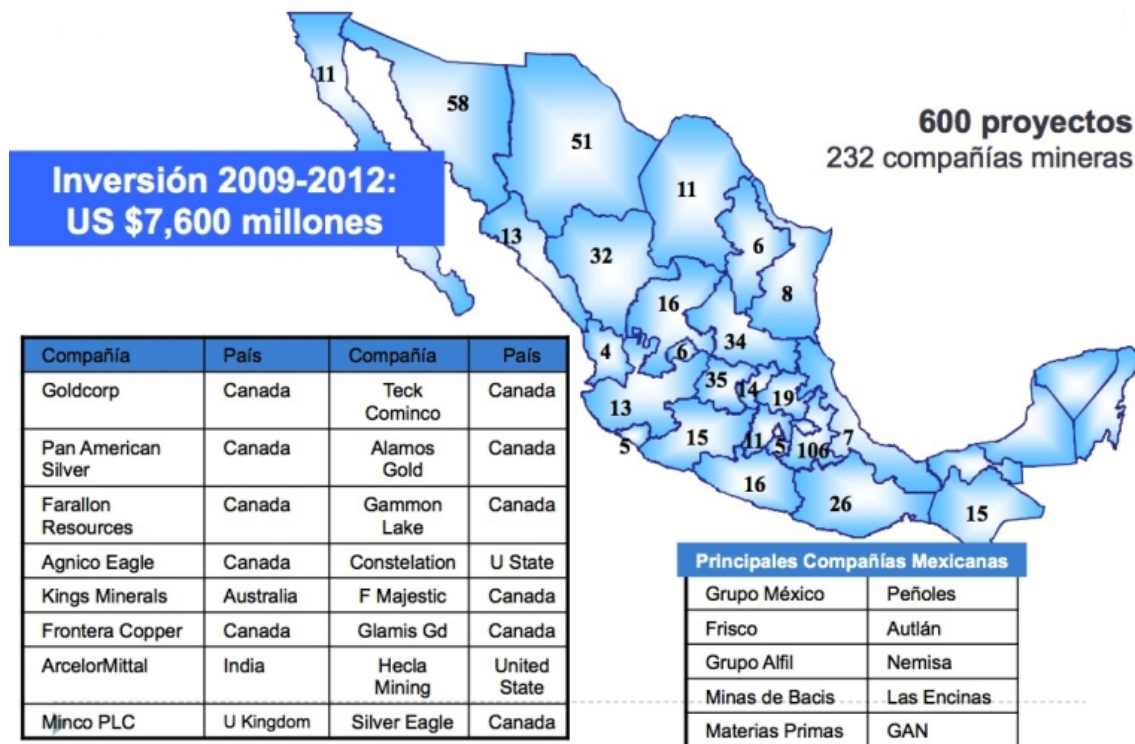 11
58
51
600 proyectos
232 compañías mineras
Inversión 2009-2012:
US $7,600 millones
11
13
32
6
8
16
34
4
6
35
14
19
13
5
15
11
5
106
7
16
26
15
Compañía País Compañía País
Goldcorp Canada Teck Cominco Canada
Pan American Silver Canada Alamos Gold Canada
Farallon Resources Canada Gammon Lake Canada
Agnico Eagle Canada Constelation U State
Kings Minerals Australia F Majestic Canada
Frontera Copper Canada Glamis Gd Canada
ArcelorMittal India Hecla Mining United State
Minco PLC U Kingdom Silver Eagle Canada
Principales Compañías Mexicanas
Grupo México Peñoles
Frisco Autlán
Grupo Alfil Nemisa
Minas de Bacis Las Encinas
Materias Primas GAN